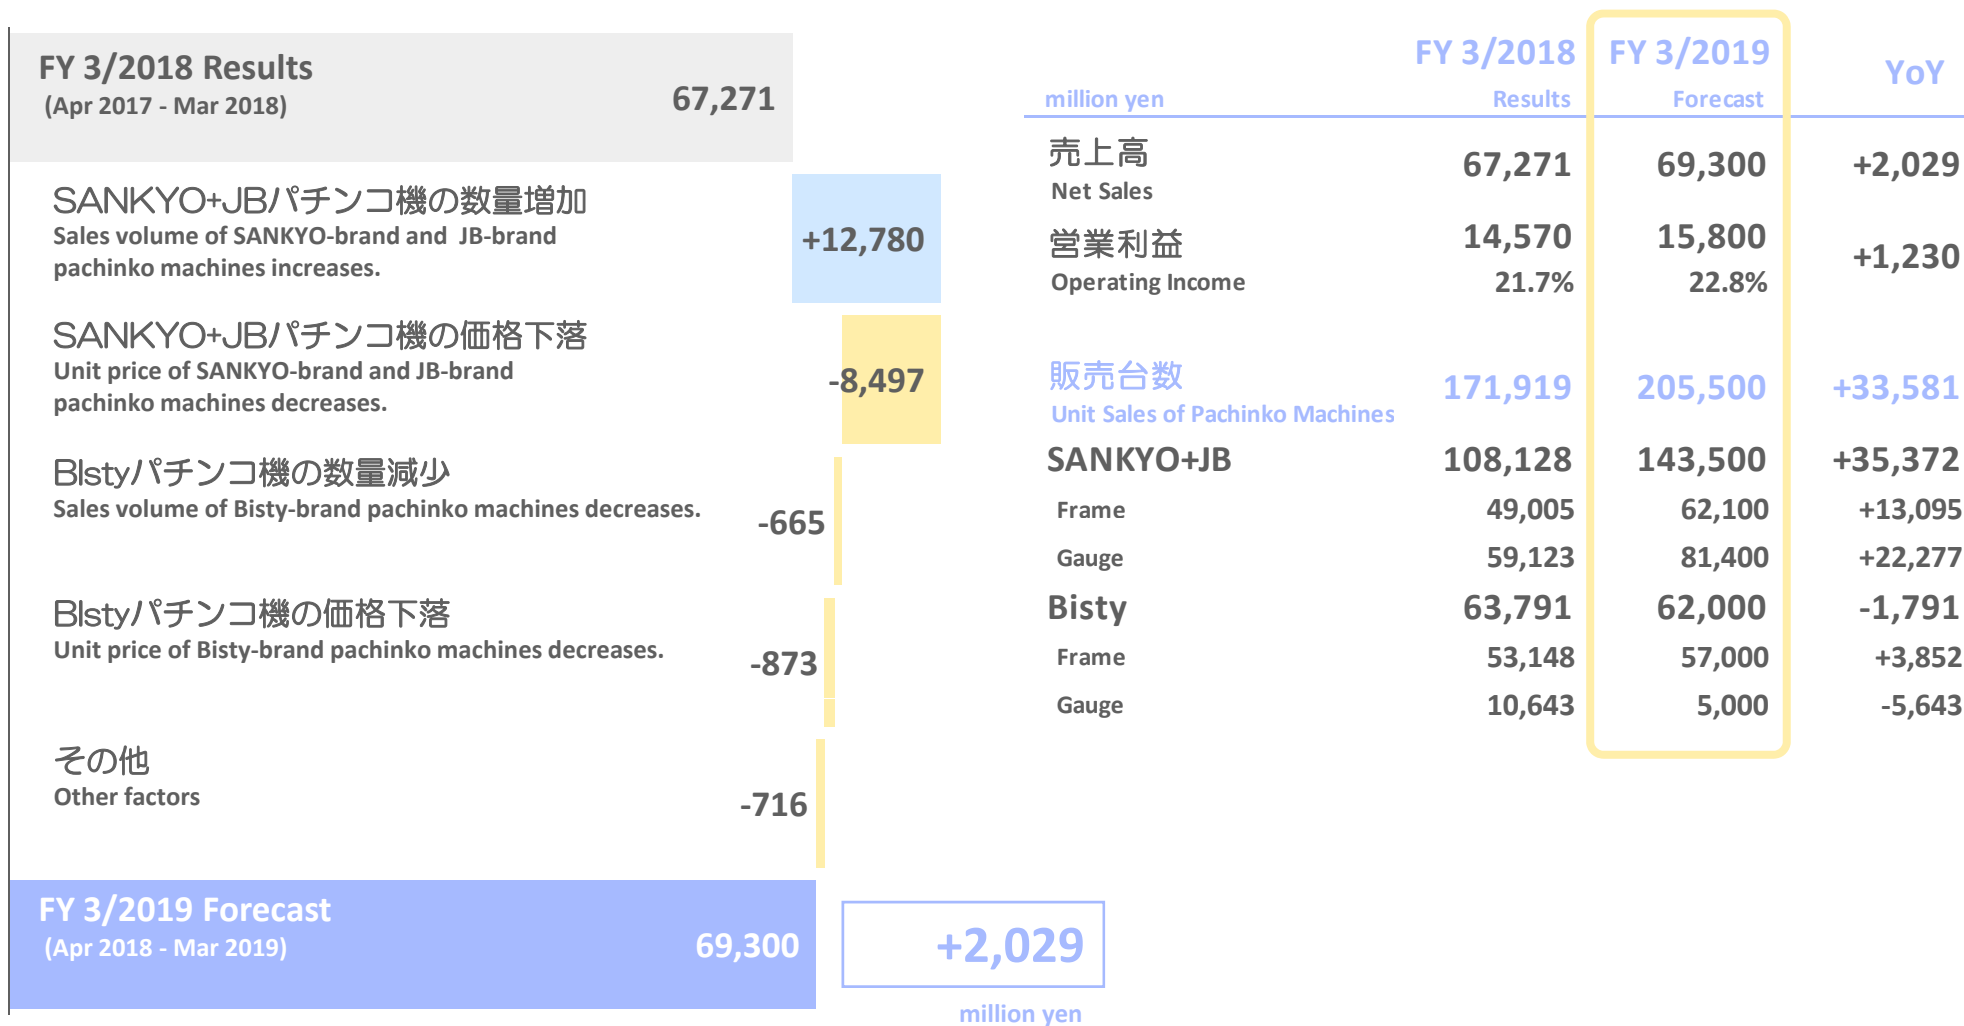 FY 3/2018 Results
(Apr 2017 - Mar 2018)
67,271
SANKYO+JBパチンコ機の数量増加
Sales volume of SANKYO-brand and JB-brand
pachinko machines increases.
+12,780
SANKYO+JBパチンコ機の価格下落
Unit price of SANKYO-brand and JB-brand
pachinko machines decreases.
-8,497
BIstyパチンコ機の数量減少
Sales volume of Bisty-brand pachinko machines decreases.
-665
BIstyパチンコ機の価格下落
Unit price of Bisty-brand pachinko machines decreases.
-873
その他
Other factors
-716
FY 3/2019 Forecast
(Apr 2018 - Mar 2019)
69,300
+2,029
million yen
FY 3/2018 FY 3/2019 YoY
million yen Results Forecast
売上高
Net Sales
67,271 69,300 +2,029
営業利益
Operating Income
14,570 15,800 +1,230
21.7% 22.8%
販売台数
Unit Sales of Pachinko Machines
171,919 205,500 +33,581
SANKYO+JB 108,128 143,500 +35,372
Frame 49,005 62,100 +13,095
Gauge 59,123 81,400 +22,277
Bisty 63,791 62,000 -1,791
Frame 53,148 57,000 +3,852
Gauge 10,643 5,000 -5,643